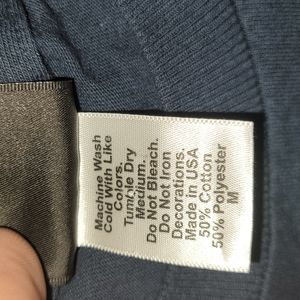 Machine Wash
Cold With Like
Colors.
Tumble Dry
Medium.
Do Not Bleach.
Do Not Iron
Decorations.
Made in USA
50% Cotton
50% Polyester
M